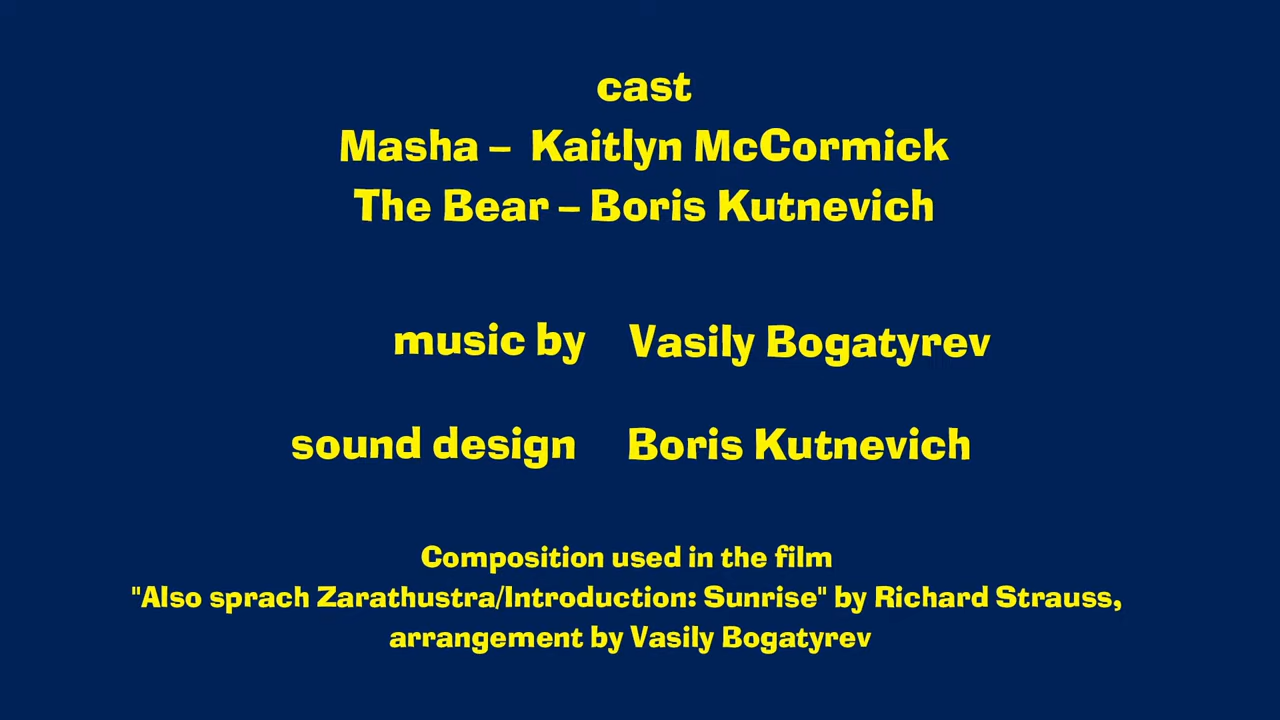 cast
Masha – Kaitlyn McCormick
The Bear – Boris Kutnevich
music by Vasily Bogatyrev
sound design Boris Kutnevich
Composition used in the film
"Also sprach Zarathustra/Introduction: Sunrise" by Richard Strauss,
arrangement by Vasily Bogatyrev